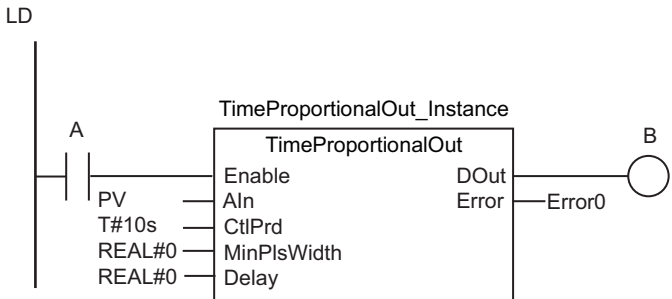 LD
TimeProportionalOut_Instance
A
TimeProportionalOut
B
Enable
DOut
PV
AIn
Error
Error0
T#10s
CtlPrd
REAL#0
MinPlsWidth
REAL#0
Delay